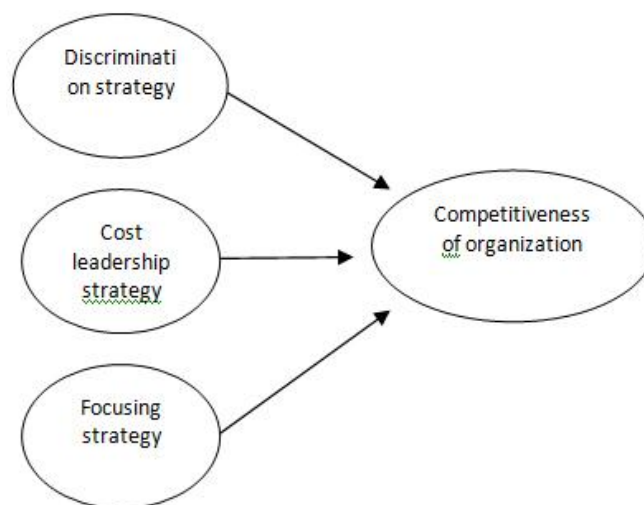 Discriminati
on strategy
Cost
leadership
strategy
Focusing
strategy
Competitiveness
of organization